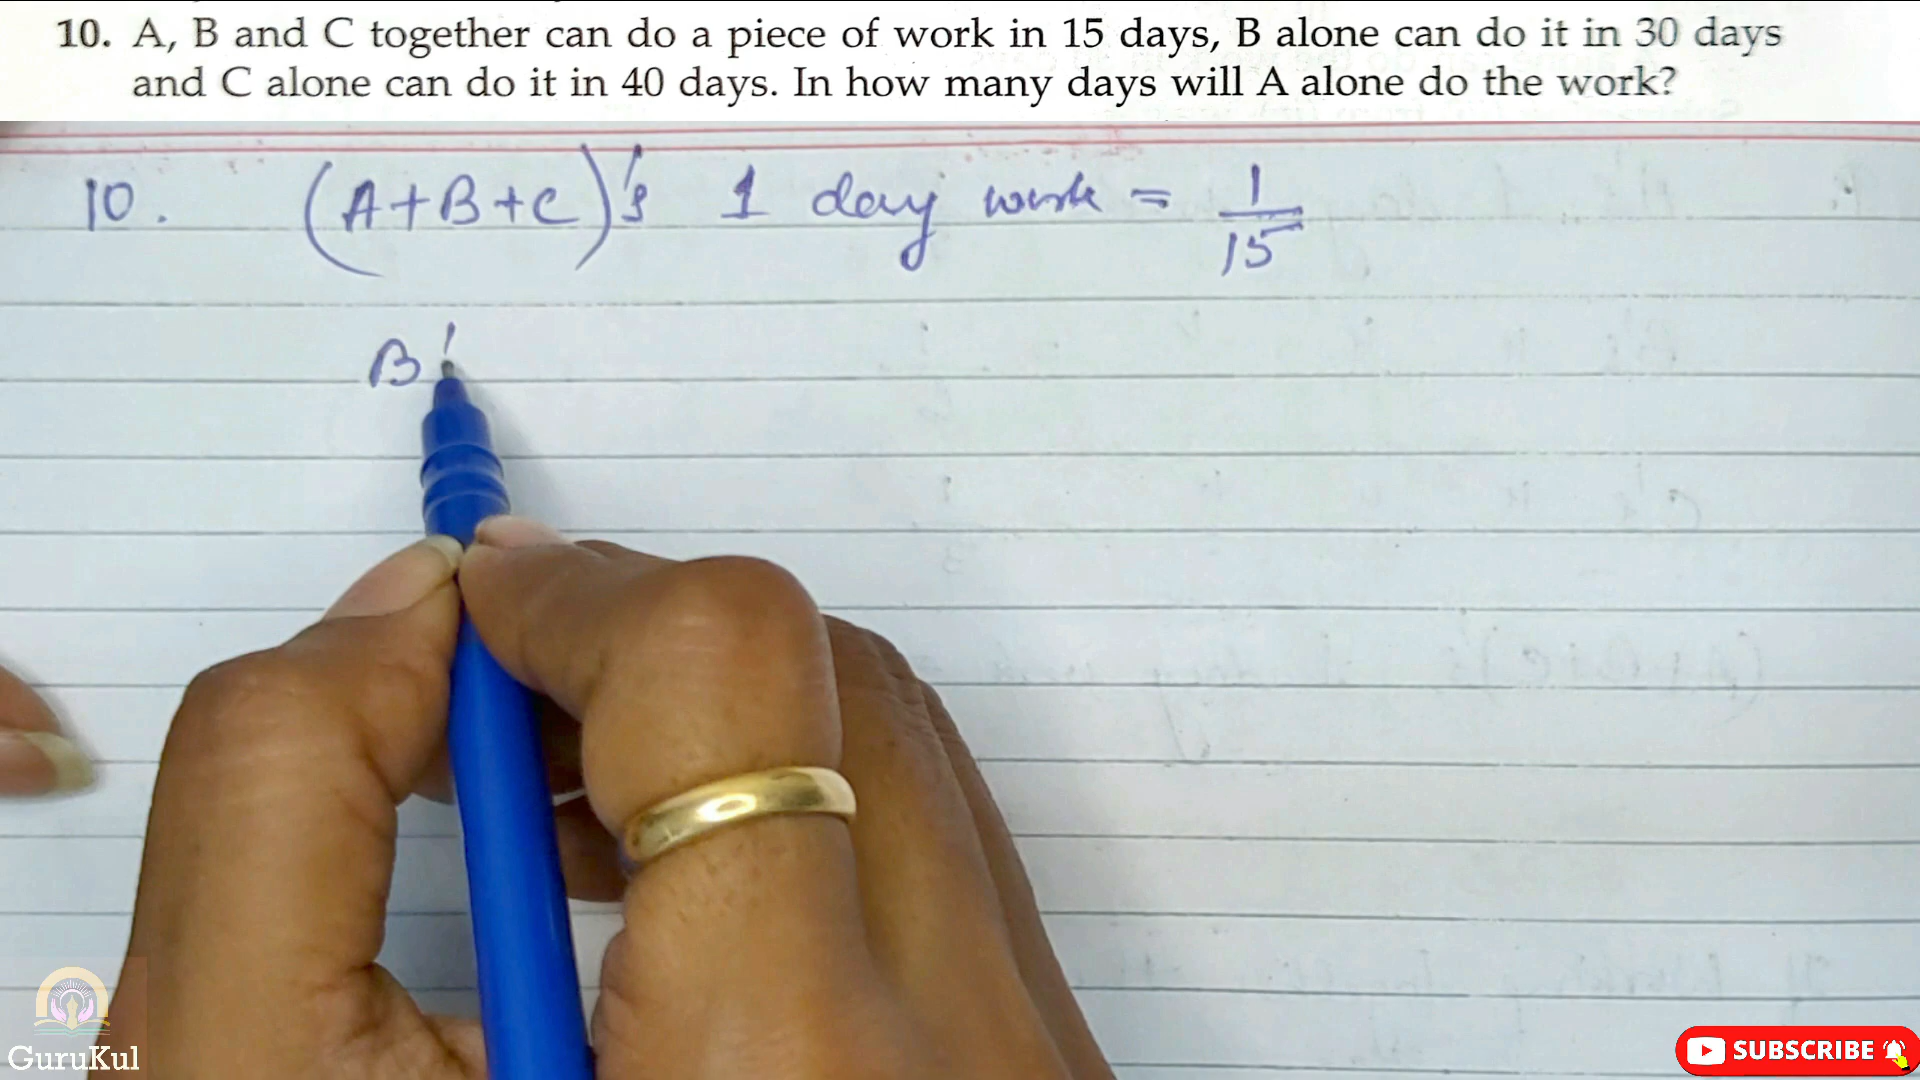 10. A, B and C together can do a piece of work in 15 days, B alone can do it in 30 days
and C alone can do it in 40 days. In how many days will A alone do the work?
10. (A+B+C)'s 1 day work = 1/15
B'
GuruKul
SUBSCRIBE